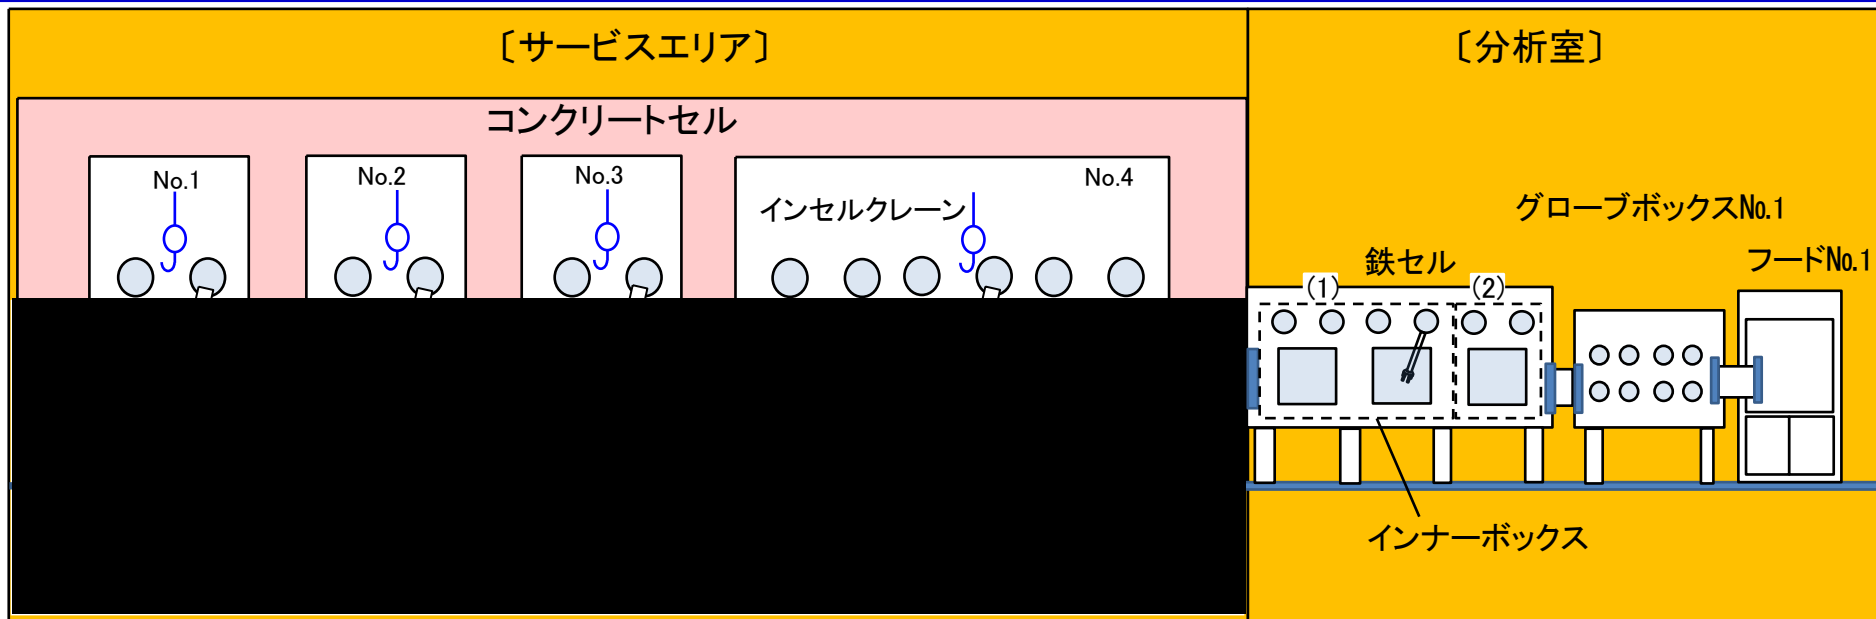 〔サービスエリア〕
〔分析室〕
コンクリートセル
No.1
No.2
No.3
No.4
インセルクレーン
グローブボックス№1
鉄セル
フード№1
(1)
(2)
インナーボックス